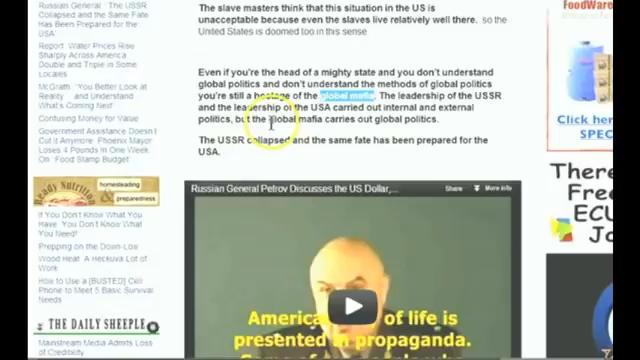 Russian General: "The USSR
Collapsed and the Same Fate
Has Been Prepared for the
USA"
Report: Water Prices Rise
Sharply Across America
Double and Triple in Some
Locales
McGrath: "You Better Look at
Reality and Understand
What's Coming Next"
Confusing Money for Value
Government Assistance Doesn't
Cut It Anymore: Phoenix Mayor
Loses 4 Pounds In One Week
On 'Food Stamp Budget'
Ready Nutrition
homesteading
&
preparedness
If You Don't Know What You
Have, You Don't Know What
You Need!
Prepping on the Down-Low
Wood Heat: A Heckuva Lot of
Work
How to Use a [BUSTED] Cell
Phone to Meet 5 Basic Survival
Needs
THE DAILY SHEEPLE
Mainstream Media Admits Loss
of Credibility
The slave masters think that this situation in the US is
unacceptable because even the slaves live relatively well there. so the
United States is doomed too in this sense
Even if you're the head of a mighty state and you don't understand
global politics and don't understand the methods of global politics
you're still a hostage of the global mafia. The leadership of the USSR
and the leadership of the USA carried out internal and external
politics, but the global mafia carries out global politics.
The USSR collapsed and the same fate has been prepared for the
USA.
Russian General Petrov Discusses the US Dollar,...
Share
More info
American
of life is
presented in propaganda.
FoodWare
Click here
SPEC
There
Free
ECU
Jo